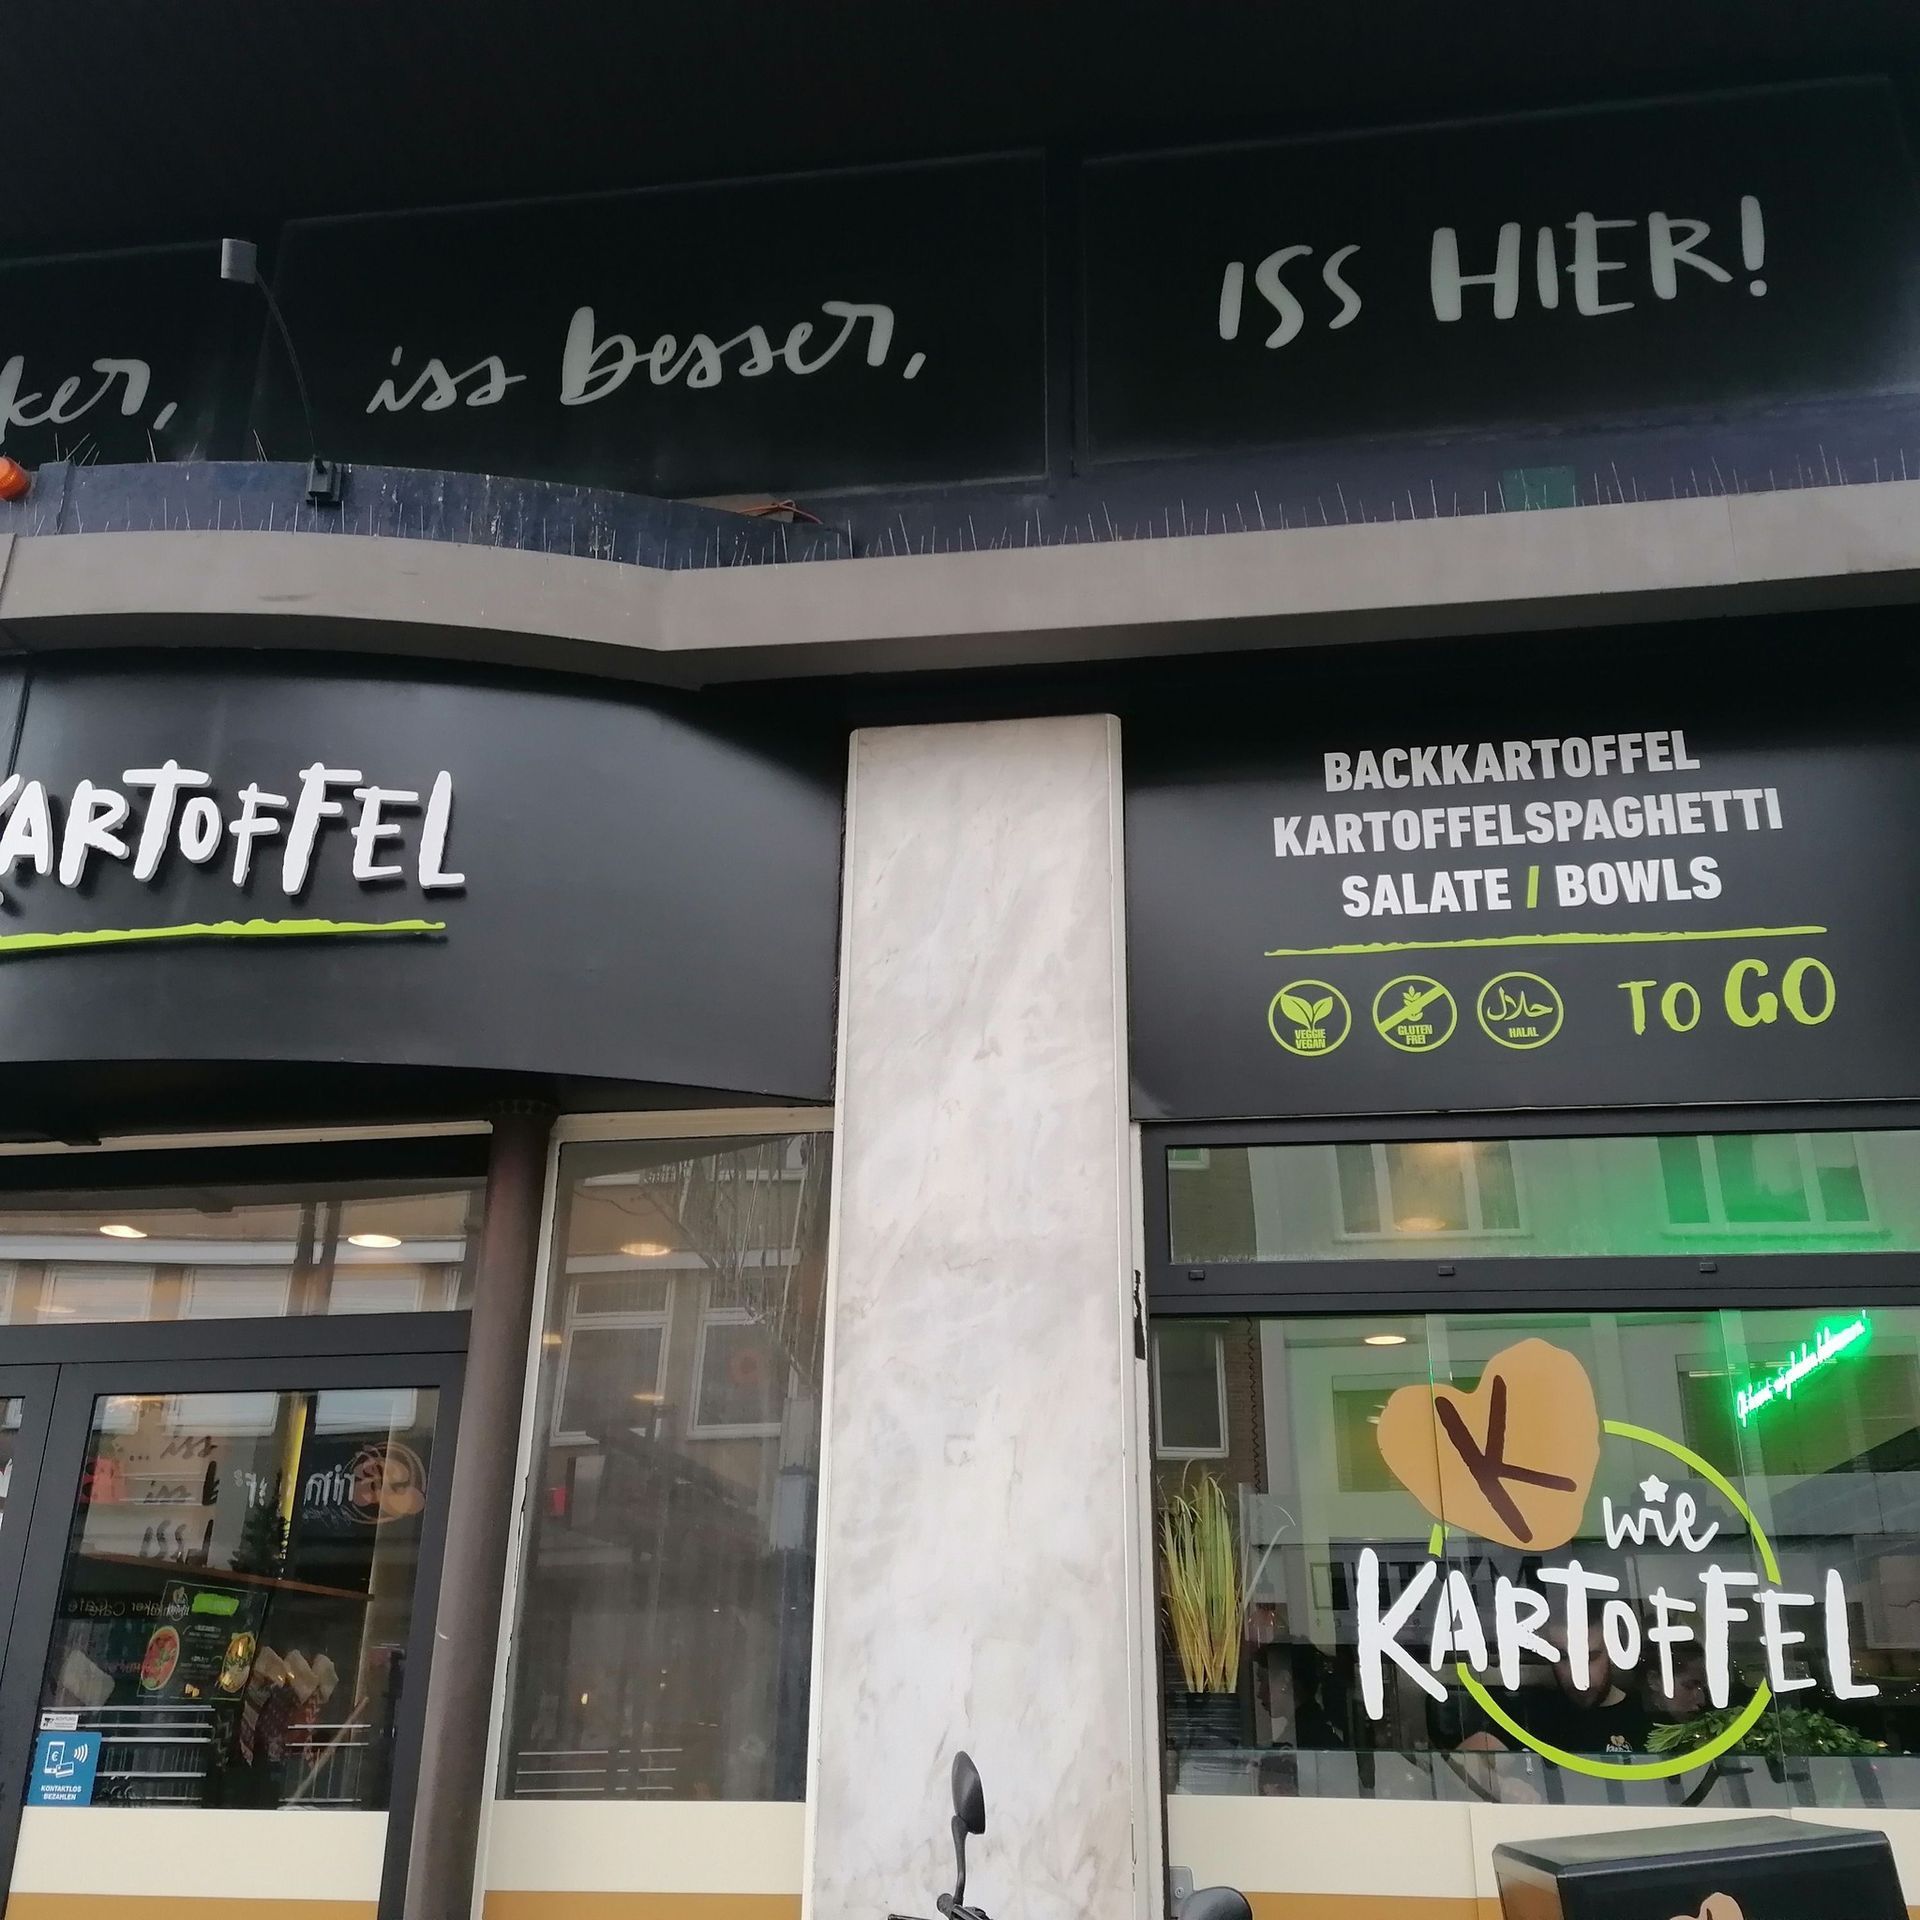 iss besser,
ISS HIER!
KARTOFFEL
BACKKARTOFFEL
KARTOFFELSPAGHETTI
SALATE / BOWLS
VEGGIE
VEGAN
GLUTEN
FREI
حلال
HALAL
TO GO
K
wie
KARTOFFEL
KONTAKTLOS
BEZAHLEN